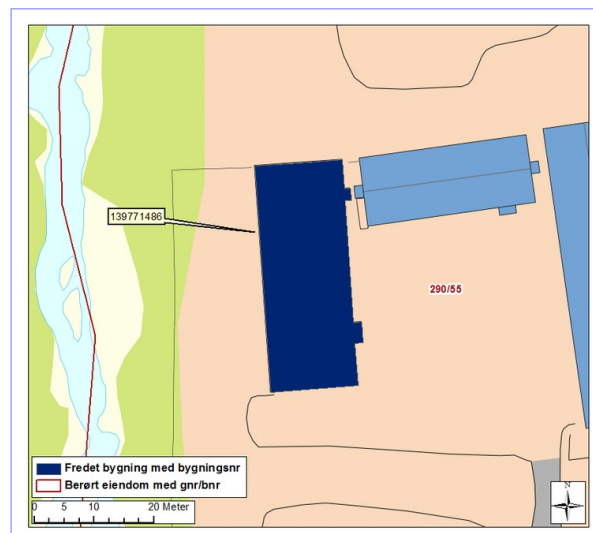 139771486
290/55
Fredet bygning med bygningsnr
Berørt eiendom med gnr/bnr
0 5 10 20 Meter
N